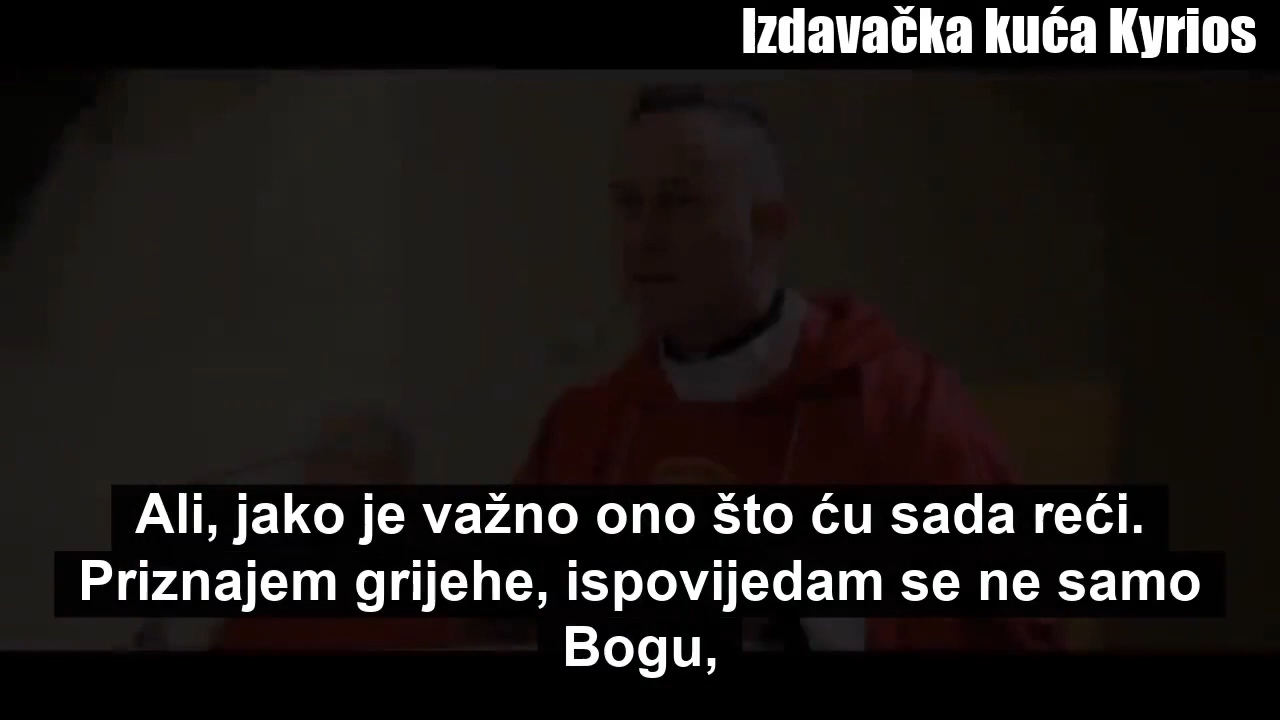 Izdavačka kuća Kyrios
Ali, jako je važno ono što ću sada reći.
Priznajem grijehe, ispovijedam se ne samo
Bogu,